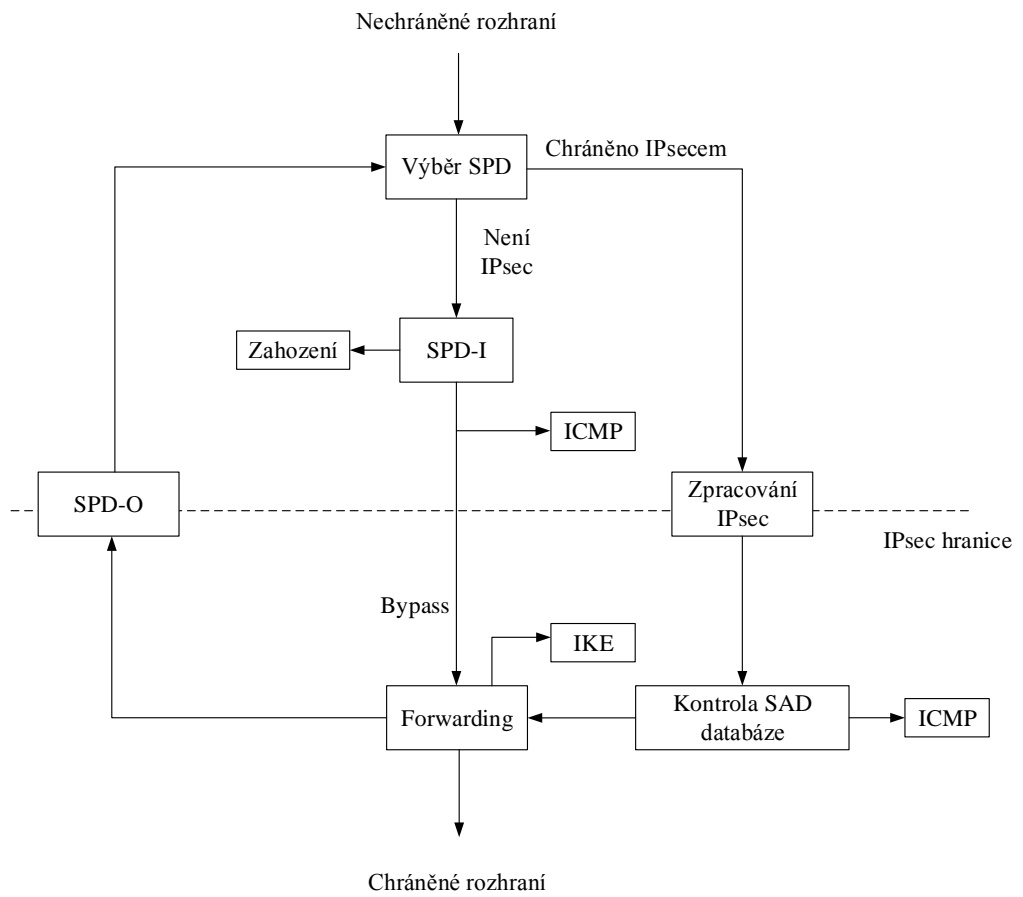 Nechráněné rozhraní
Výběr SPD
Chráněno IPsecem
Není
IPsec
Zahození
SPD-I
ICMP
SPD-O
Zpracování
IPsec
IPsec hranice
Bypass
IKE
Forwarding
Kontrola SAD
databáze
ICMP
Chráněné rozhraní